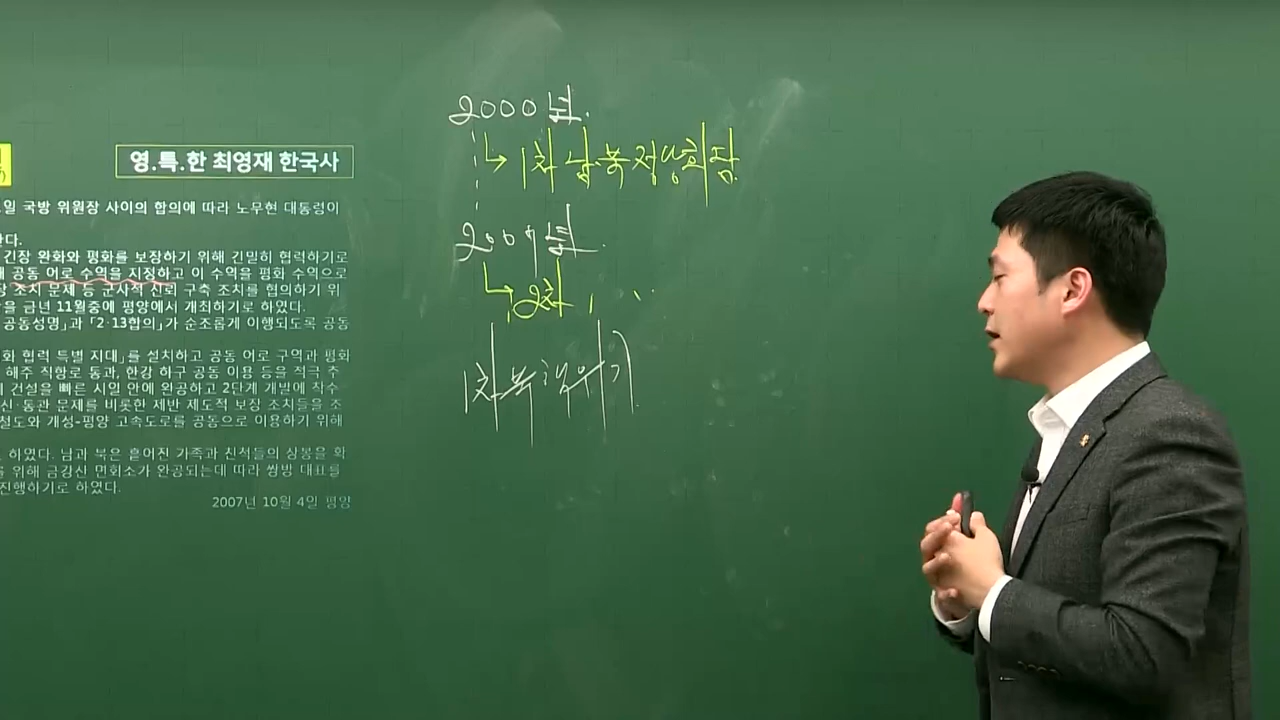 영.특.한 최영재 한국사
일 국방 위원장 사이의 합의에 따라 노무현 대통령이
다.
긴장 완화와 평화를 보장하기 위해 긴밀히 협력하기로
공동 어로 수역을 지정하고 이 수역을 평화 수역으로
장 조치 문제 등 군사적 신뢰 구축 조치를 협의하기 위
을 금년 11월중에 평양에서 개최하기로 하였다.
공동성명」과 「2·13합의」가 순조롭게 이행되도록 공동
화 협력 특별 지대」를 설치하고 공동 어로 구역과 평화
해주 직항로 통과, 한강 하구 공동 이용 등을 적극 추
건설을 빠른 시일 안에 완공하고 2단계 개발에 착수
신·통관 문제를 비롯한 제반 제도적 보장 조치들을 조
철도와 개성-평양 고속도로를 공동으로 이용하기 위해
하였다. 남과 북은 흩어진 가족과 친척들의 상봉을 확
를 위해 금강산 면회소가 완공되는데 따라 쌍방 대표를
진행하기로 하였다.
2007년 10월 4일 평양
2000년.
1차 남북정상회담
2007년.
2차, "
1차 북핵위기.